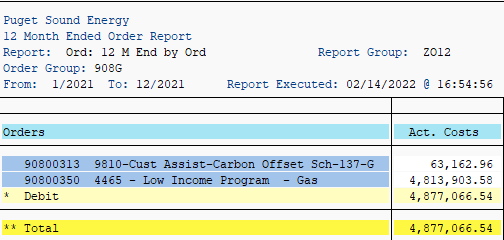 Puget Sound Energy
12 Month Ended Order Report
Report: Ord: 12 M End by Ord Report Group: ZO12
Order Group: 908G
From: 1/2021 To: 12/2021 Report Executed: 02/14/2022 @ 16:54:56
Orders Act. Costs
90800313 9810-Cust Assist-Carbon Offset Sch-137-G 63,162.96
90800350 4465 - Low Income Program - Gas 4,813,903.58
* Debit 4,877,066.54
** Total 4,877,066.54